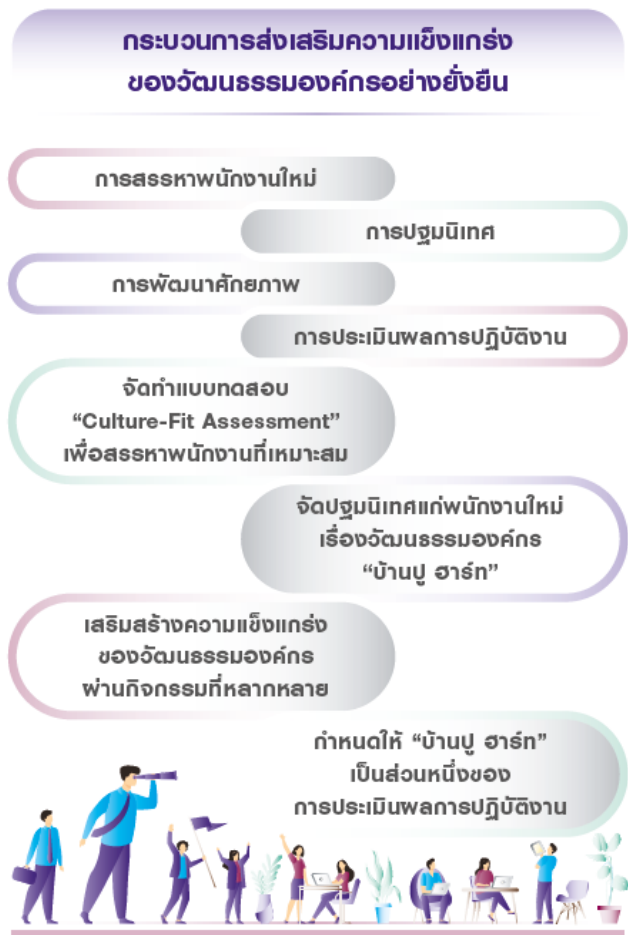 กระบวนการส่งเสริมความแข็งแกร่ง
ของวัฒนธรรมองค์กรอย่างยั่งยืน
การสรรหาพนักงานใหม่
การปฐมนิเทศ
การพัฒนาศักยภาพ
การประเมินผลการปฏิบัติงาน
จัดทำแบบทดสอบ
“Culture-Fit Assessment”
เพื่อสรรหาพนักงานที่เหมาะสม
จัดปฐมนิเทศแก่พนักงานใหม่
เรื่องวัฒนธรรมองค์กร
“บ้านปู ฮาร์ท”
เสริมสร้างความแข็งแกร่ง
ของวัฒนธรรมองค์กร
ผ่านกิจกรรมที่หลากหลาย
กำหนดให้ “บ้านปู ฮาร์ท”
เป็นส่วนหนึ่งของ
การประเมินผลการปฏิบัติงาน